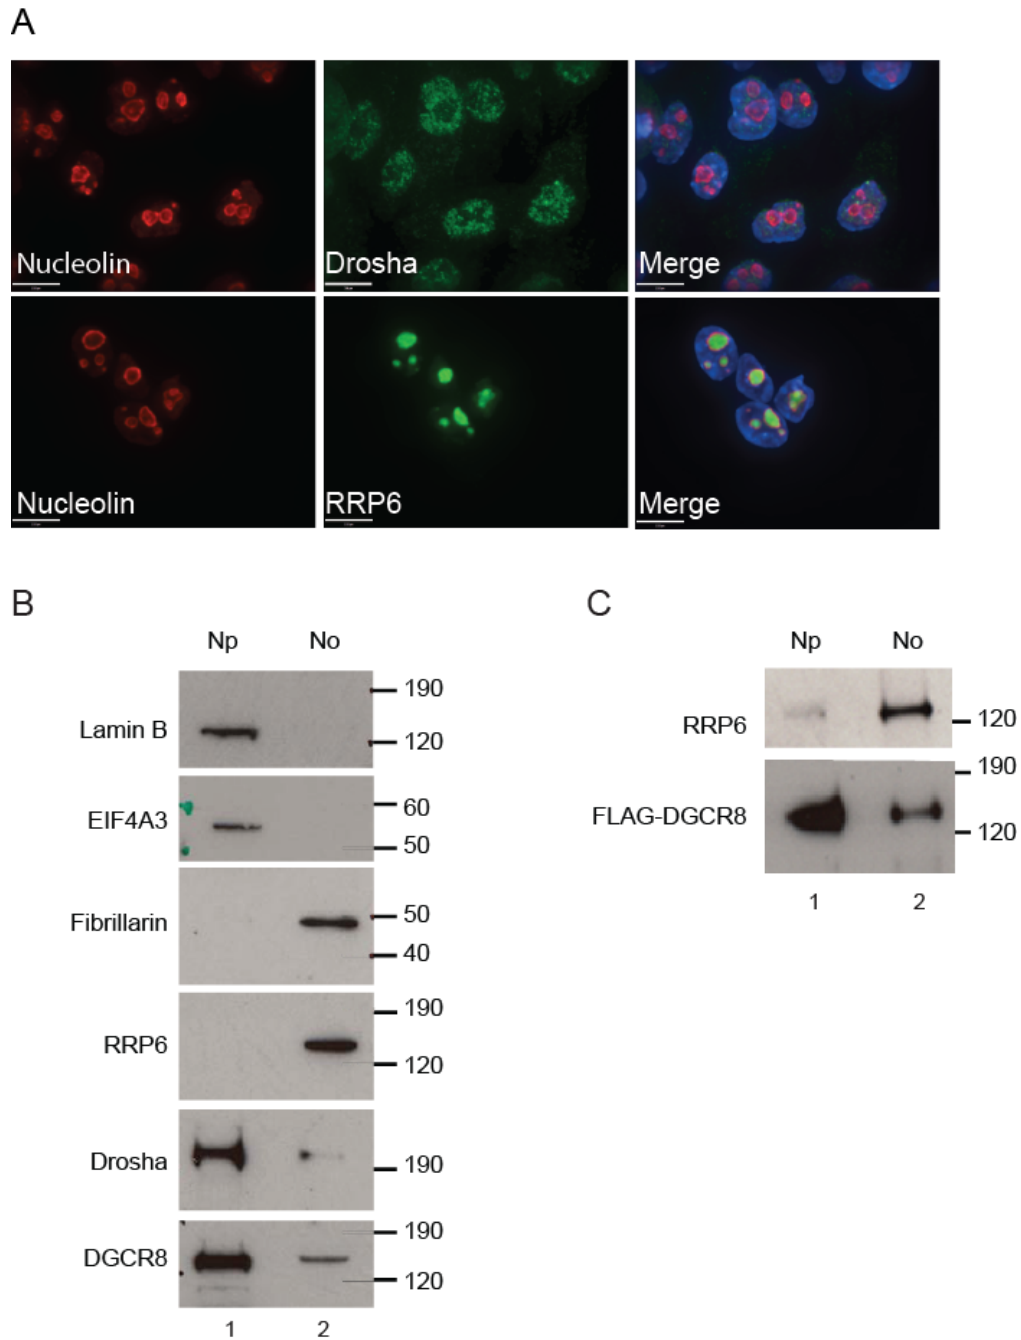 A
Nucleolin
Drosha
Merge
Nucleolin
RRP6
Merge
B
Np No
Lamin B
190
120
EIF4A3
60
50
Fibrillarin
50
40
RRP6
190
120
Drosha
190
DGCR8
190
120
1 2
C
Np No
RRP6
120
FLAG-DGCR8
190
120
1 2